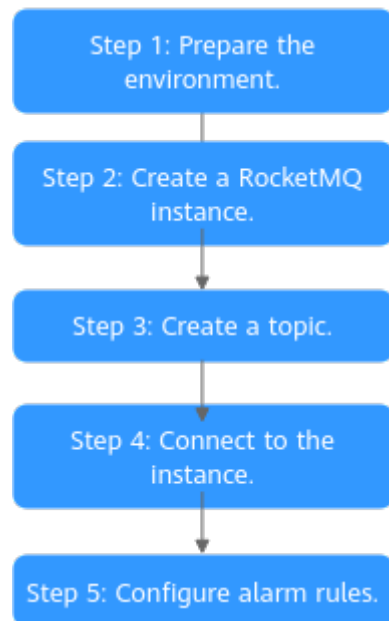 Step 1: Prepare the
environment.
Step 2: Create a RocketMQ
instance.
Step 3: Create a topic.
Step 4: Connect to the
instance.
Step 5: Configure alarm rules.